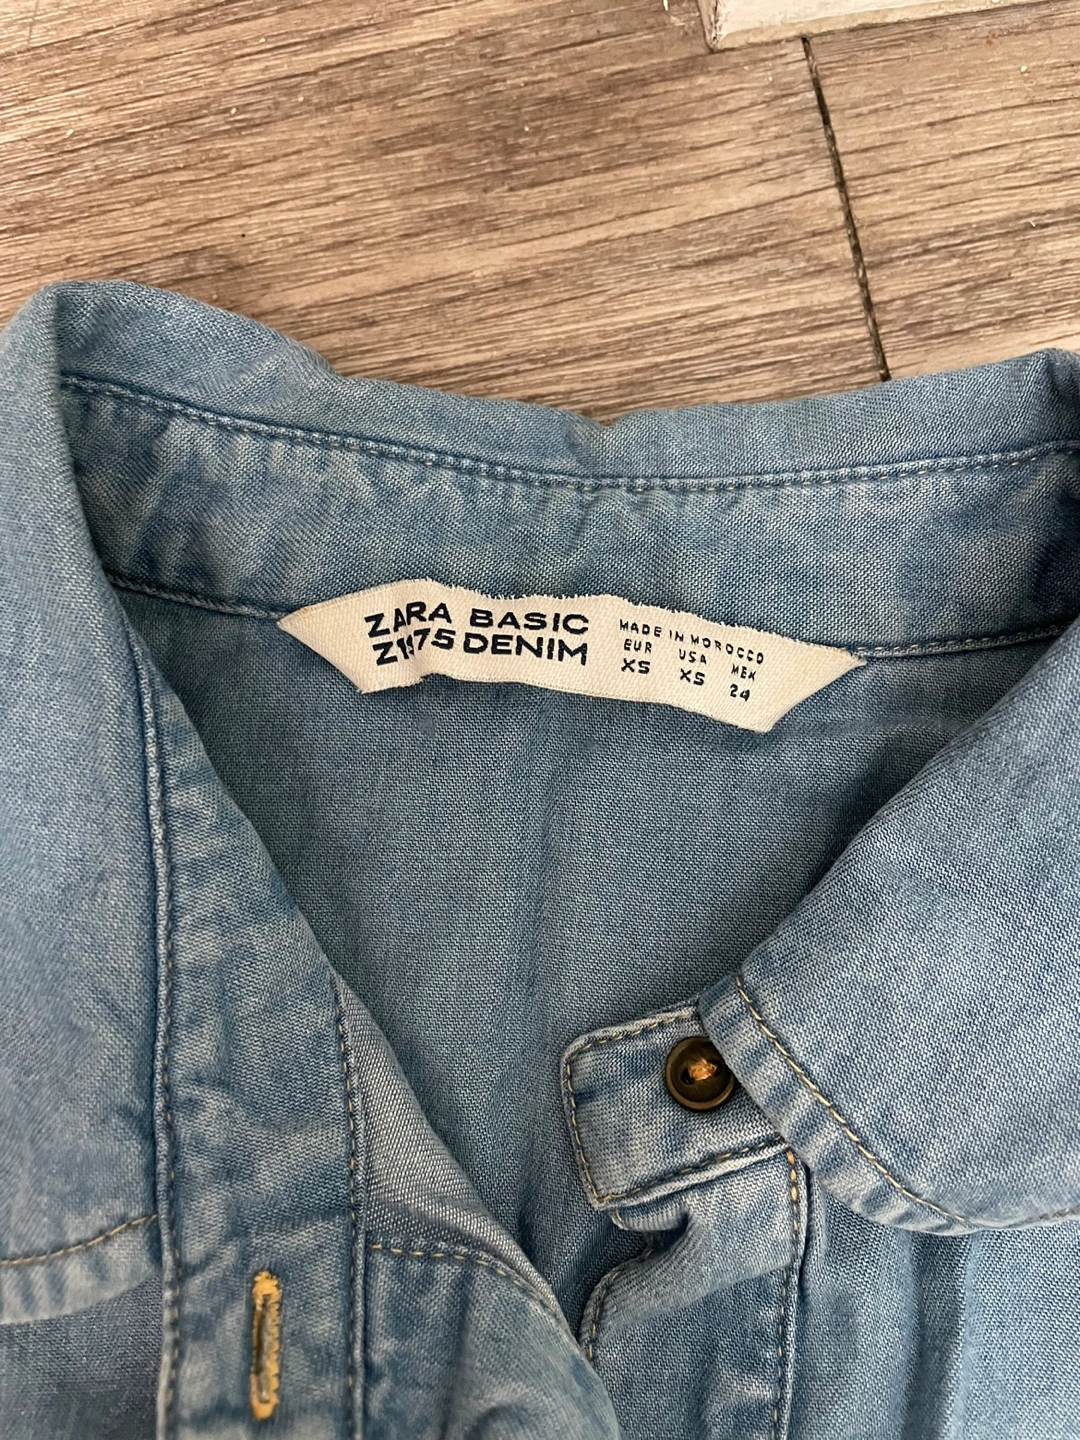 ZARA BASIC
Z1975 DENIM
MADE IN MOROCCO
EUR USA MEX
XS XS 24